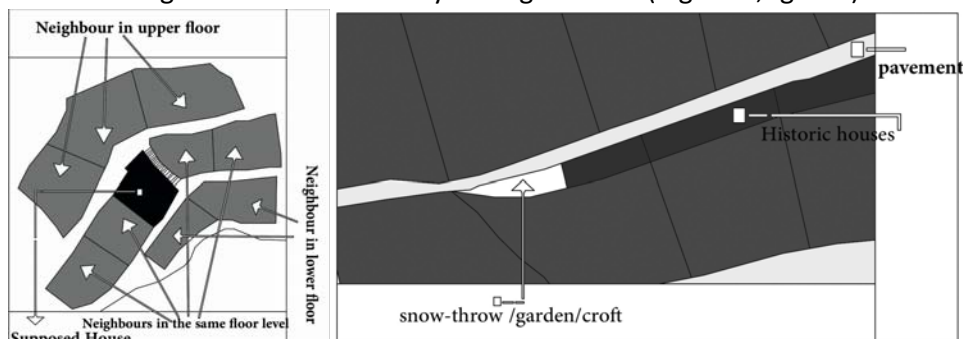 Neighbour in upper floor
Neighbour in lower floor
Neighbours in the same floor level
Supposed House
pavement
Historic houses
snow-throw /garden/croft